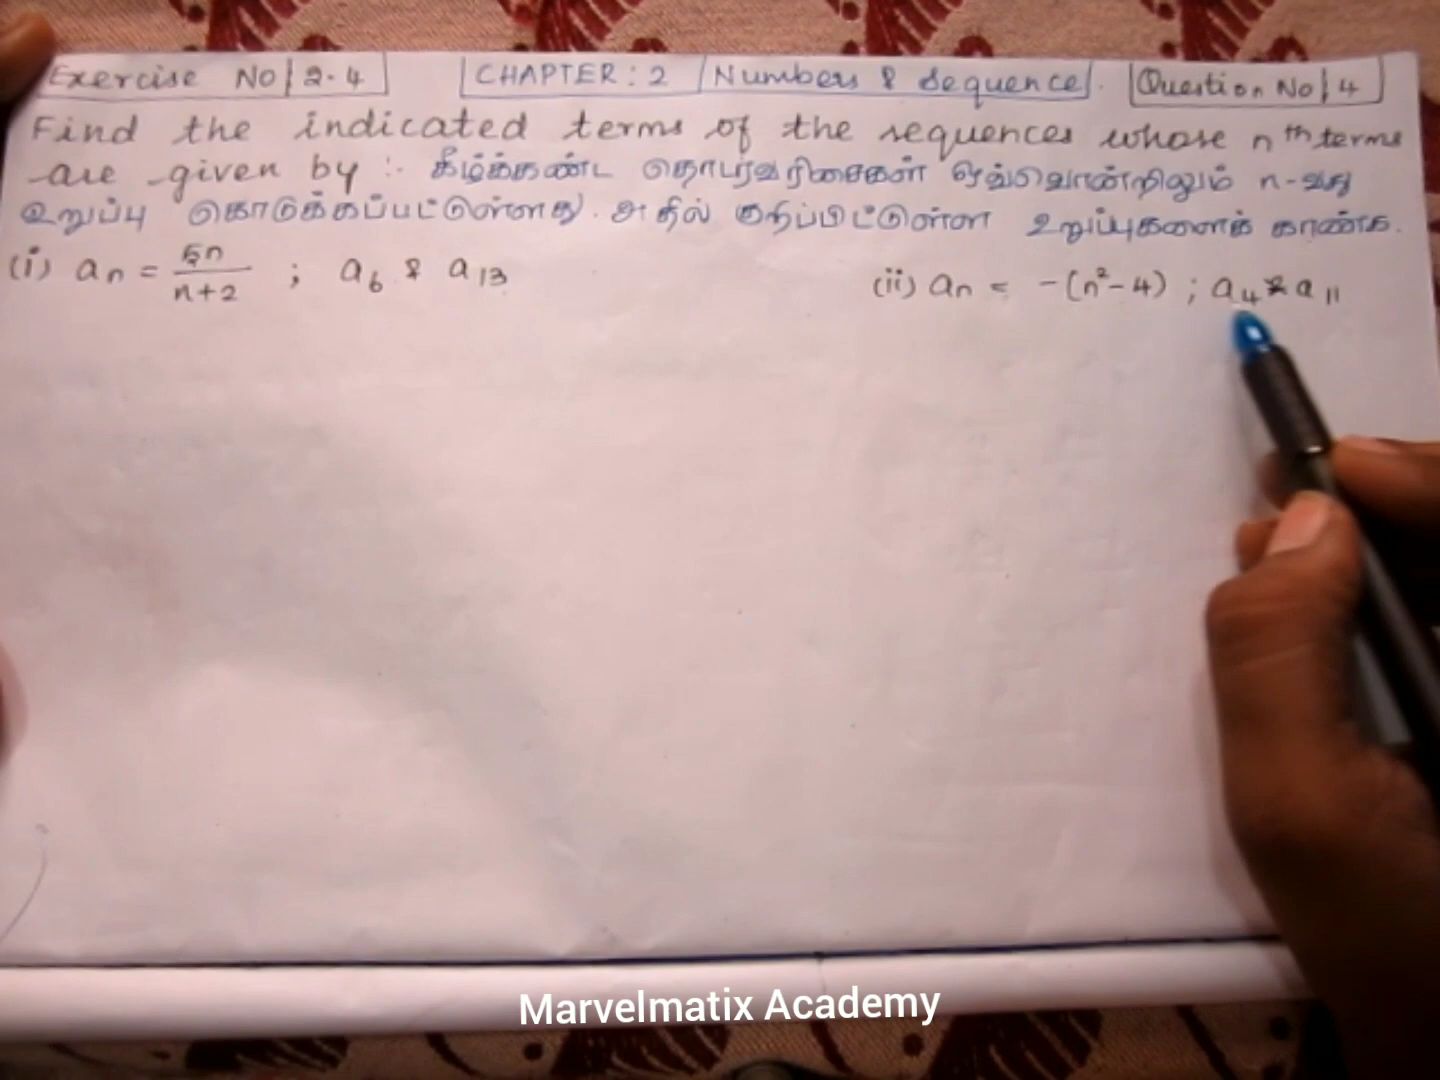 Exercise No | 2.4 CHAPTER : 2 | Numbers & Sequence. Question No | 4
Find the indicated terms of the sequences whose nth terms
are given by :- கீழ்க்கண்ட தொடர்வரிசைகள் ஒவ்வொன்றிலும் n-வது
உறுப்பு கொடுக்கப்பட்டுள்ளது. அதில் குறிப்பிட்டுள்ள உறுப்புகளைக் காண்க.
(i) aₙ = 5n/(n+2) ; a₆ & a₁₃ (ii) aₙ = -(n²-4) ; a₄ & a₁₁
Marvelmatix Academy